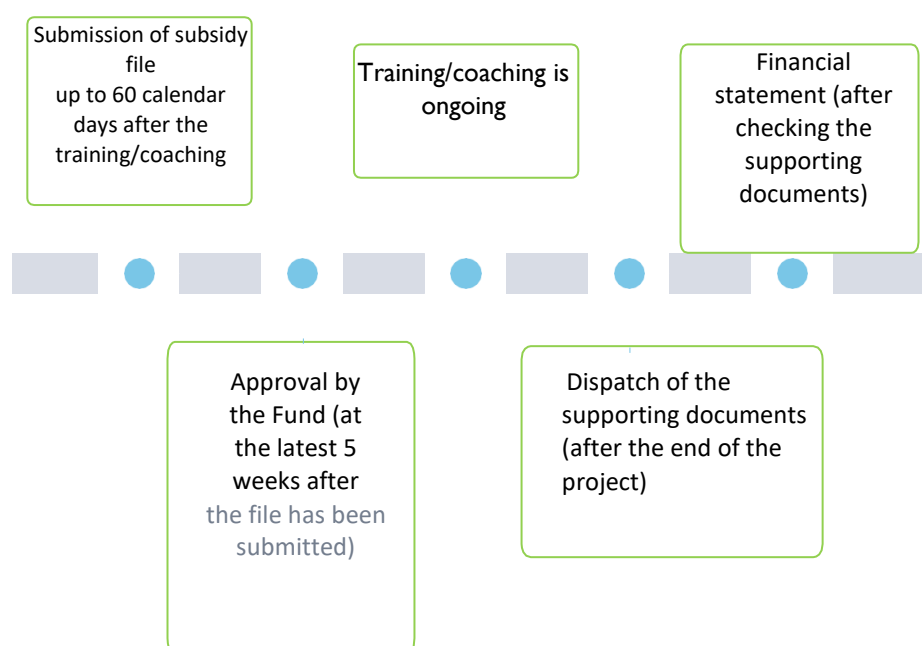 Submission of subsidy
file
up to 60 calendar
days after the
training/coaching
Approval by
the Fund (at
the latest 5
weeks after
the file has been
submitted)
Training/coaching is
ongoing
Dispatch of the
supporting documents
(after the end of the
project)
Financial
statement (after
checking the
supporting
documents)